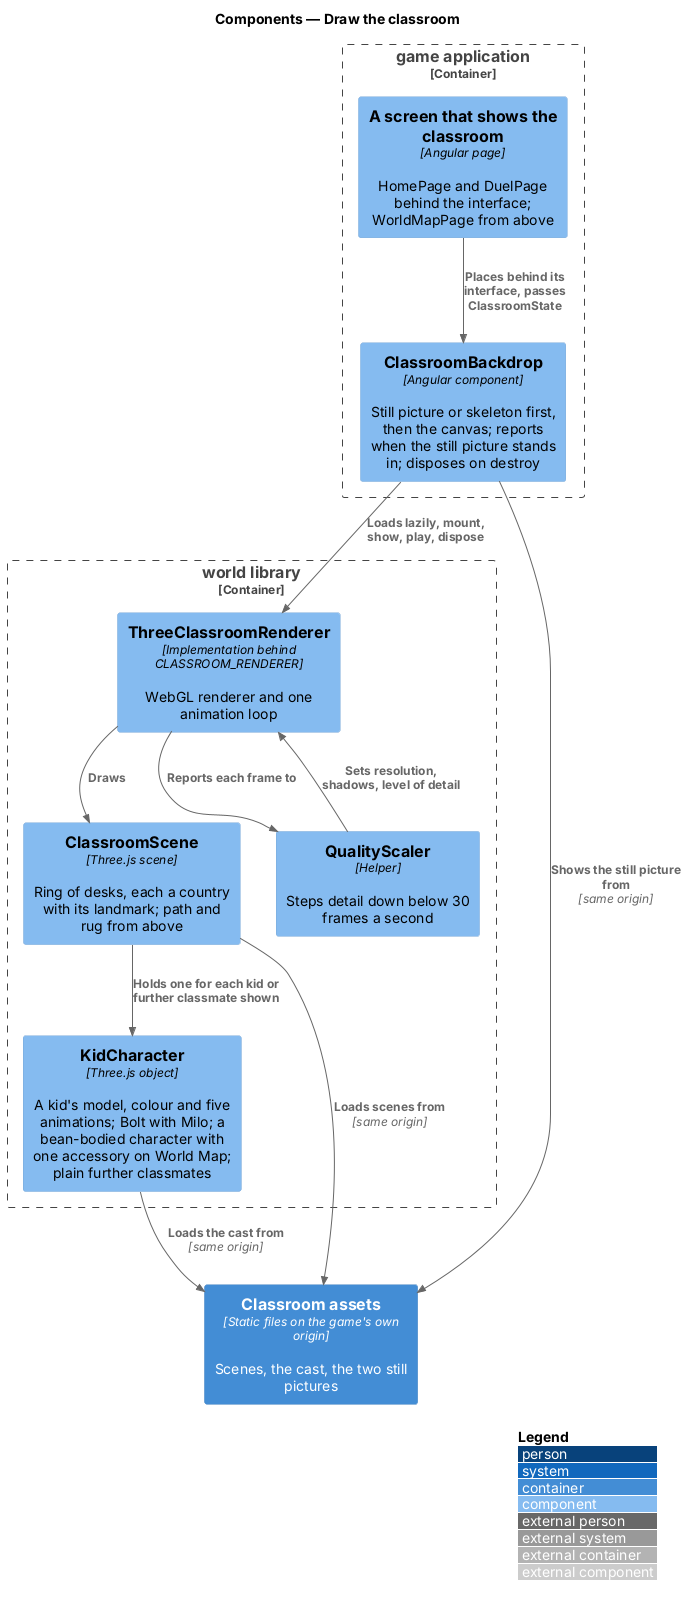 Components — Draw the classroom
game application
[Container]
A screen that shows the
classroom
[Angular page]
HomePage and DuelPage
behind the interface;
WorldMapPage from above
Places behind its
interface, passes
ClassroomState
ClassroomBackdrop
[Angular component]
Still picture or skeleton first,
then the canvas; reports
when the still picture stands
in; disposes on destroy
Loads lazily, mount,
show, play, dispose
world library
[Container]
ThreeClassroomRenderer
[Implementation behind
CLASSROOM_RENDERER]
WebGL renderer and one
animation loop
Draws
Reports each frame to
Sets resolution,
shadows, level of detail
ClassroomScene
[Three.js scene]
Ring of desks, each a country
with its landmark; path and
rug from above
QualityScaler
[Helper]
Steps detail down below 30
frames a second
Shows the still picture
from
[same origin]
Holds one for each kid or
further classmate shown
KidCharacter
[Three.js object]
A kid's model, colour and five
animations; Bolt with Milo; a
bean-bodied character with
one accessory on World Map;
plain further classmates
Loads scenes from
[same origin]
Loads the cast from
[same origin]
Classroom assets
[Static files on the game's own
origin]
Scenes, the cast, the two still
pictures
Legend
person
system
container
component
external person
external system
external container
external component